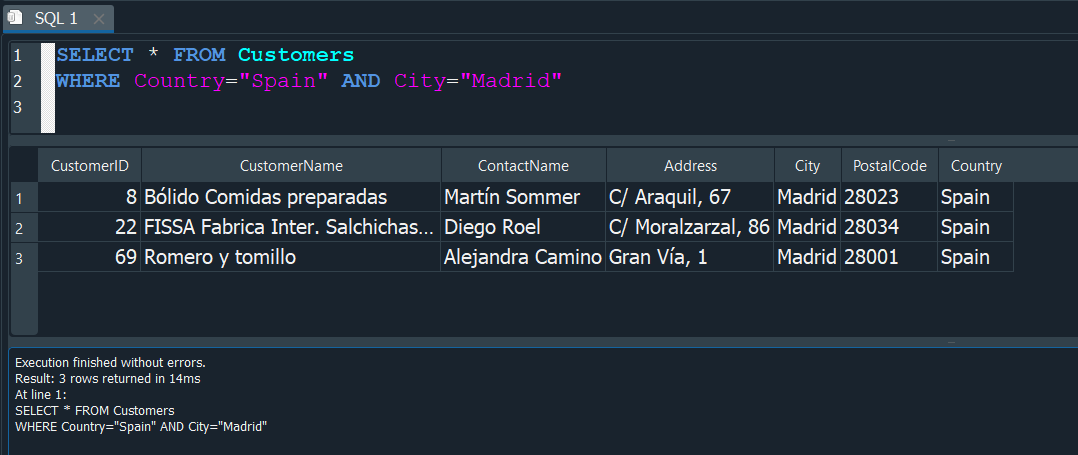 SQL 1
1 SELECT * FROM Customers
2 WHERE Country="Spain" AND City="Madrid"
3
CustomerID CustomerName ContactName Address City PostalCode Country
1 8 Bólido Comidas preparadas Martín Sommer C/ Araquil, 67 Madrid 28023 Spain
2 22 FISSA Fabrica Inter. Salchichas... Diego Roel C/ Moralzarzal, 86 Madrid 28034 Spain
3 69 Romero y tomillo Alejandra Camino Gran Vía, 1 Madrid 28001 Spain
Execution finished without errors.
Result: 3 rows returned in 14ms
At line 1:
SELECT * FROM Customers
WHERE Country="Spain" AND City="Madrid"